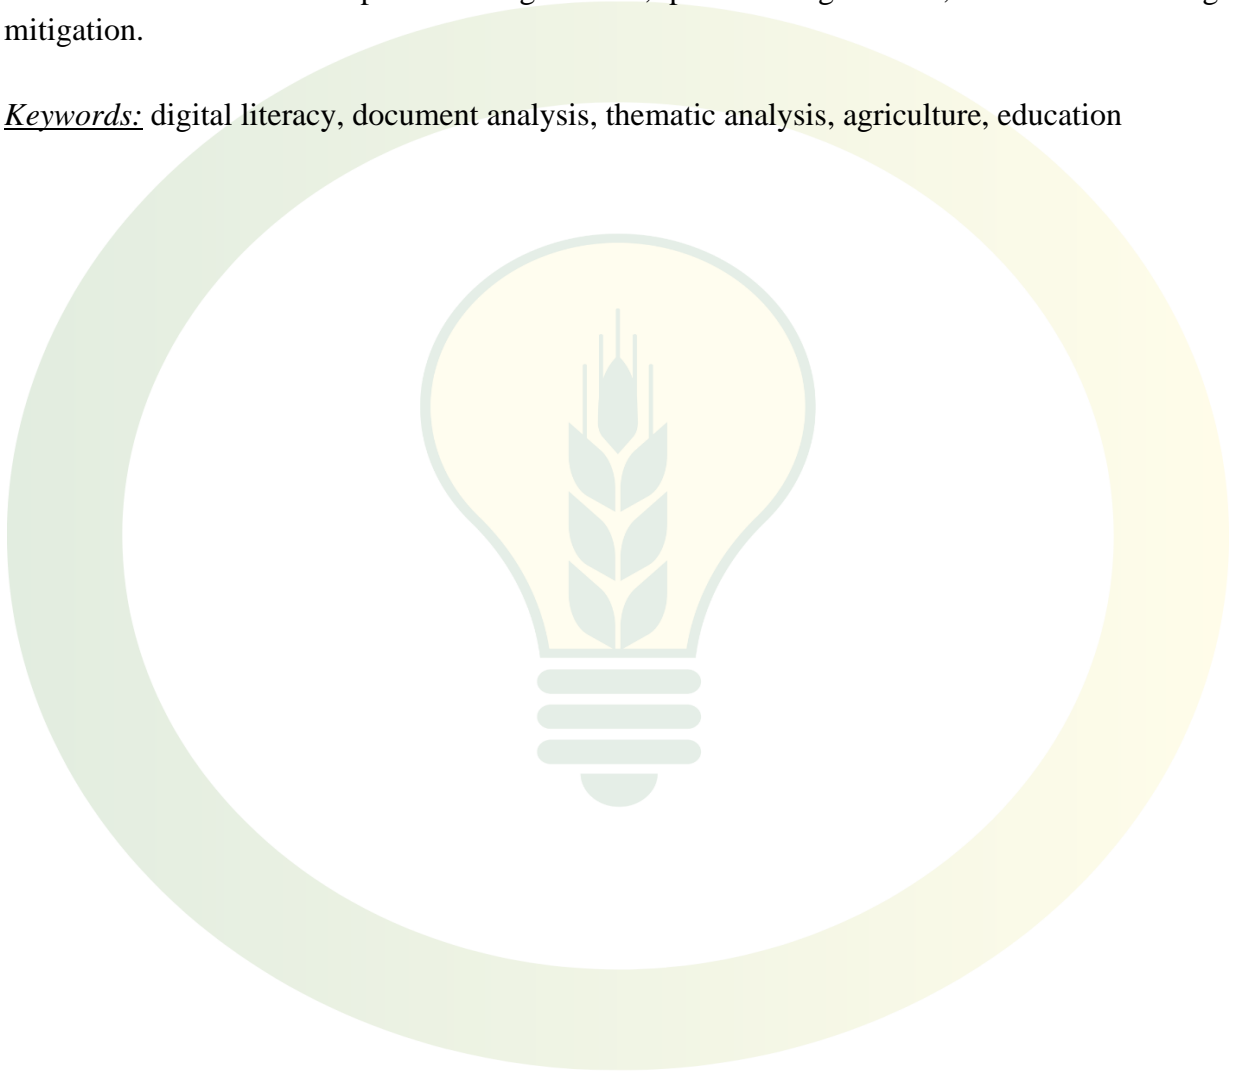 mitigation.
Keywords: digital literacy, document analysis, thematic analysis, agriculture, education